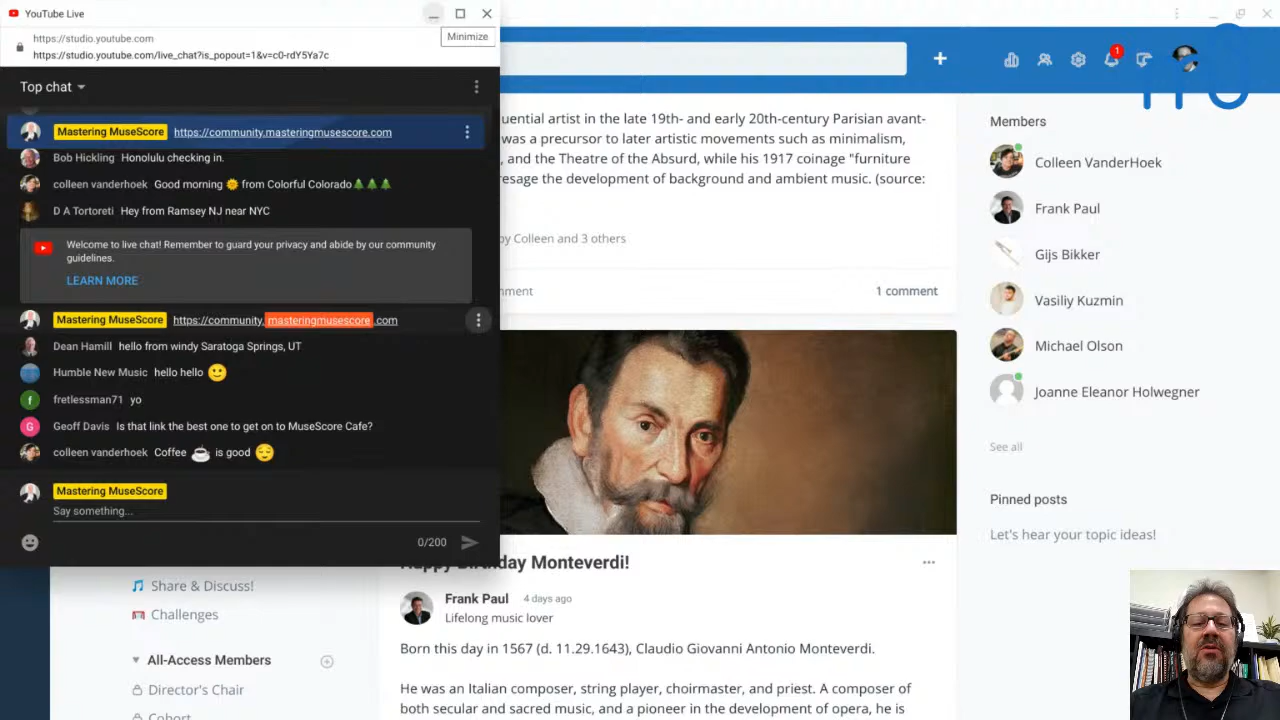 YouTube Live
Minimize
https://studio.youtube.com
https://studio.youtube.com/live_chat?is_popout=1&v=c0-rdY5Ya7c
Top chat
Mastering MuseScore https://community.masteringmusescore.com
Bob Hickling Honolulu checking in.
colleen vanderhoek Good morning 🌞 from Colorful Colorado🌲🌲🌲
D A Tortoreti Hey from Ramsey NJ near NYC
Welcome to live chat! Remember to guard your privacy and abide by our community
guidelines.
LEARN MORE
Mastering MuseScore https://community.masteringmusescore.com
Dean Hamill hello from windy Saratoga Springs, UT
Humble New Music hello hello 🙂
f
fretlessman71 yo
G
Geoff Davis Is that link the best one to get on to MuseScore Cafe?
colleen vanderhoek Coffee ☕ is good 😌
Mastering MuseScore
Say something...
0/200
1
uential artist in the late 19th- and early 20th-century Parisian avant-
was a precursor to later artistic movements such as minimalism,
, and the Theatre of the Absurd, while his 1917 coinage "furniture
esage the development of background and ambient music. (source:
by Colleen and 3 others
mment
1 comment
Happy Birthday Monteverdi!
Frank Paul 4 days ago
Lifelong music lover
Born this day in 1567 (d. 11.29.1643), Claudio Giovanni Antonio Monteverdi.
He was an Italian composer, string player, choirmaster, and priest. A composer of
both secular and sacred music, and a pioneer in the development of opera, he is
Share & Discuss!
Challenges
All-Access Members
Director's Chair
Cohort
Members
Colleen VanderHoek
Frank Paul
Gijs Bikker
Vasiliy Kuzmin
Michael Olson
Joanne Eleanor Holwegner
See all
Pinned posts
Let's hear your topic ideas!